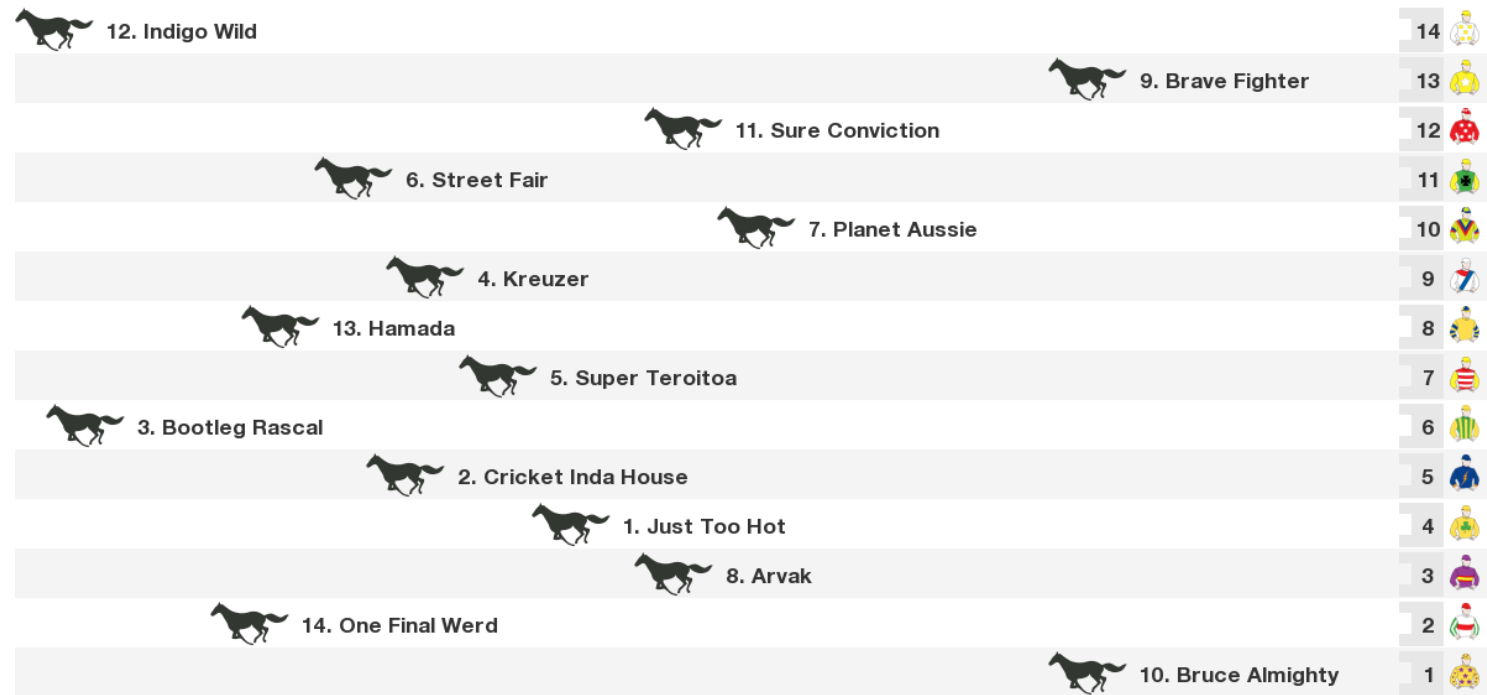 12. Indigo Wild 14
9. Brave Fighter 13
11. Sure Conviction 12
6. Street Fair 11
7. Planet Aussie 10
4. Kreuzer 9
13. Hamada 8
5. Super Teroitoa 7
3. Bootleg Rascal 6
2. Cricket Inda House 5
1. Just Too Hot 4
8. Arvak 3
14. One Final Werd 2
10. Bruce Almighty 1